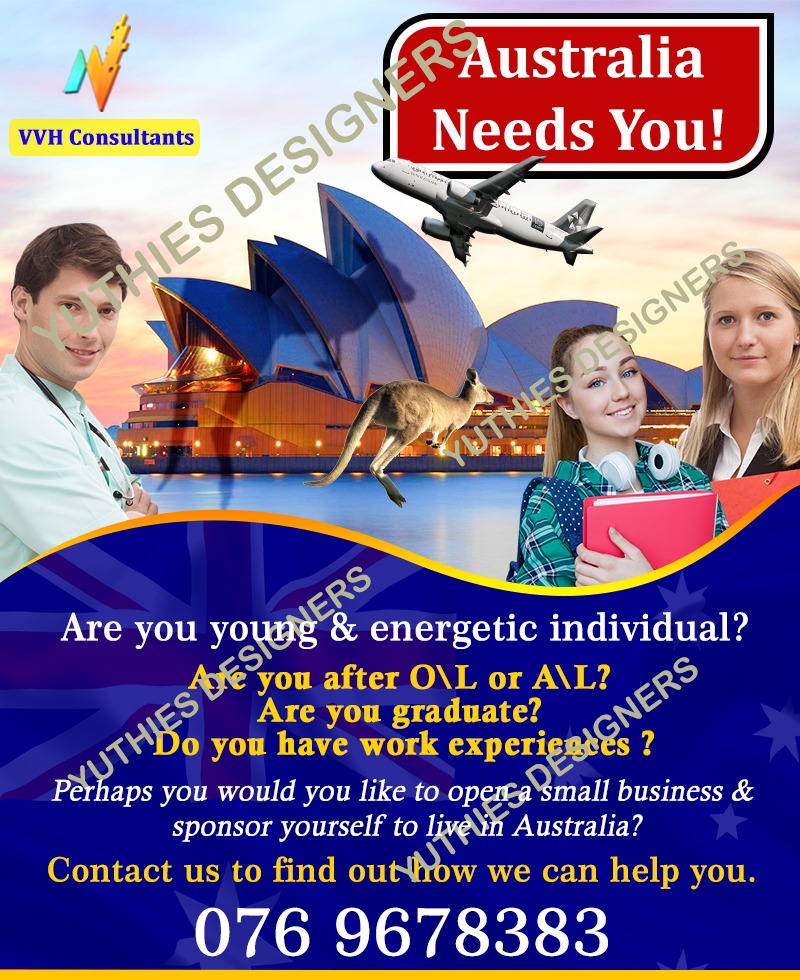 VVH Consultants
Australia
Needs You!
YUTHIES DESIGNERS
YUTHIES DESIGNERS
Are you young & energetic individual?
Are you after O\L or A\L?
Are you graduate?
Do you have work experiences ?
YUTHIES DESIGNERS
YUTHIES DESIGNERS
Perhaps you would you like to open a small business &
sponsor yourself to live in Australia?
Contact us to find out how we can help you.
076 9678383